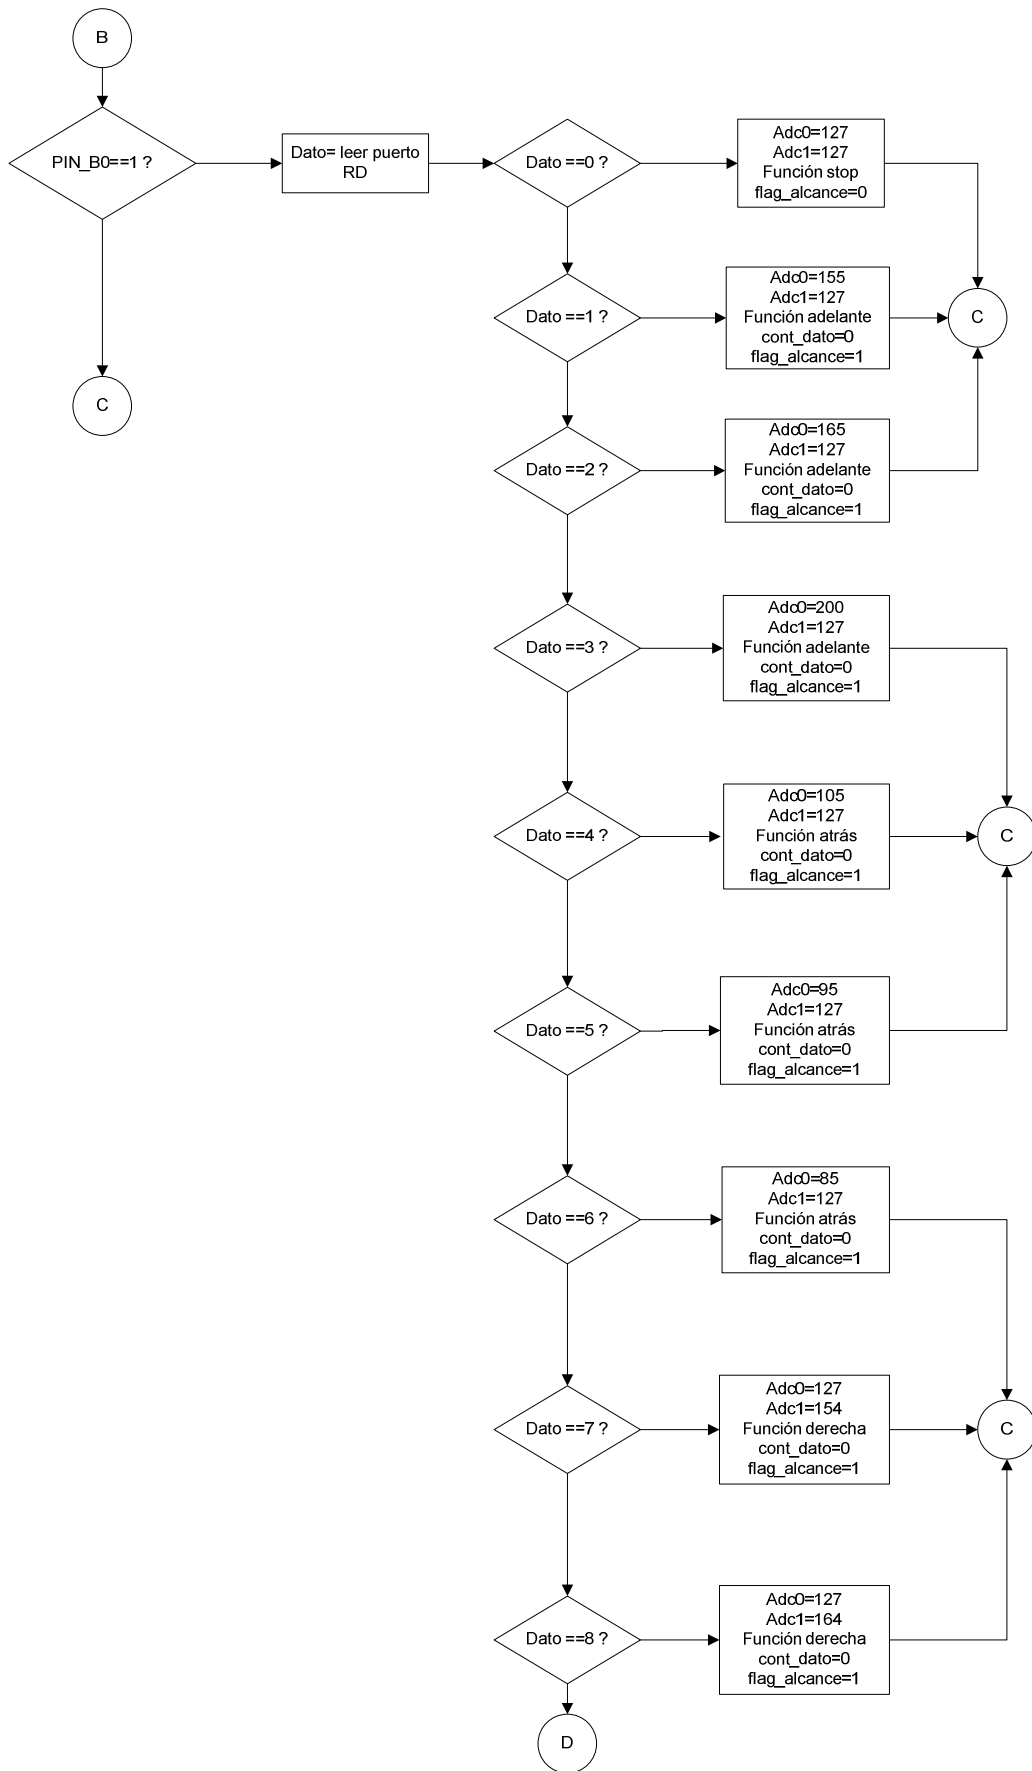 B
PIN_B0==1 ?
Dato= leer puerto
RD
Dato ==0 ?
Adc0=127
Adc1=127
Función stop
flag_alcance=0
Dato ==1 ?
Adc0=155
Adc1=127
Función adelante
cont_dato=0
flag_alcance=1
C
C
Dato ==2 ?
Adc0=165
Adc1=127
Función adelante
cont_dato=0
flag_alcance=1
Dato ==3 ?
Adc0=200
Adc1=127
Función adelante
cont_dato=0
flag_alcance=1
Dato ==4 ?
Adc0=105
Adc1=127
Función atrás
cont_dato=0
flag_alcance=1
C
Dato ==5 ?
Adc0=95
Adc1=127
Función atrás
cont_dato=0
flag_alcance=1
Dato ==6 ?
Adc0=85
Adc1=127
Función atrás
cont_dato=0
flag_alcance=1
Dato ==7 ?
Adc0=127
Adc1=154
Función derecha
cont_dato=0
flag_alcance=1
C
Dato ==8 ?
Adc0=127
Adc1=164
Función derecha
cont_dato=0
flag_alcance=1
D